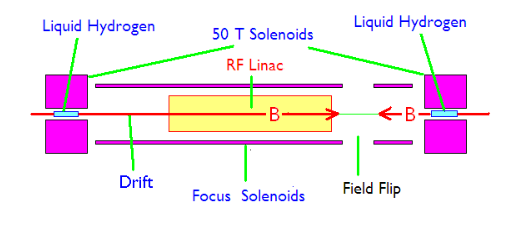 Liquid Hydrogen
50 T Solenoids
Liquid Hydrogen
RF Linac
B
B
Drift
Focus Solenoids
Field Flip